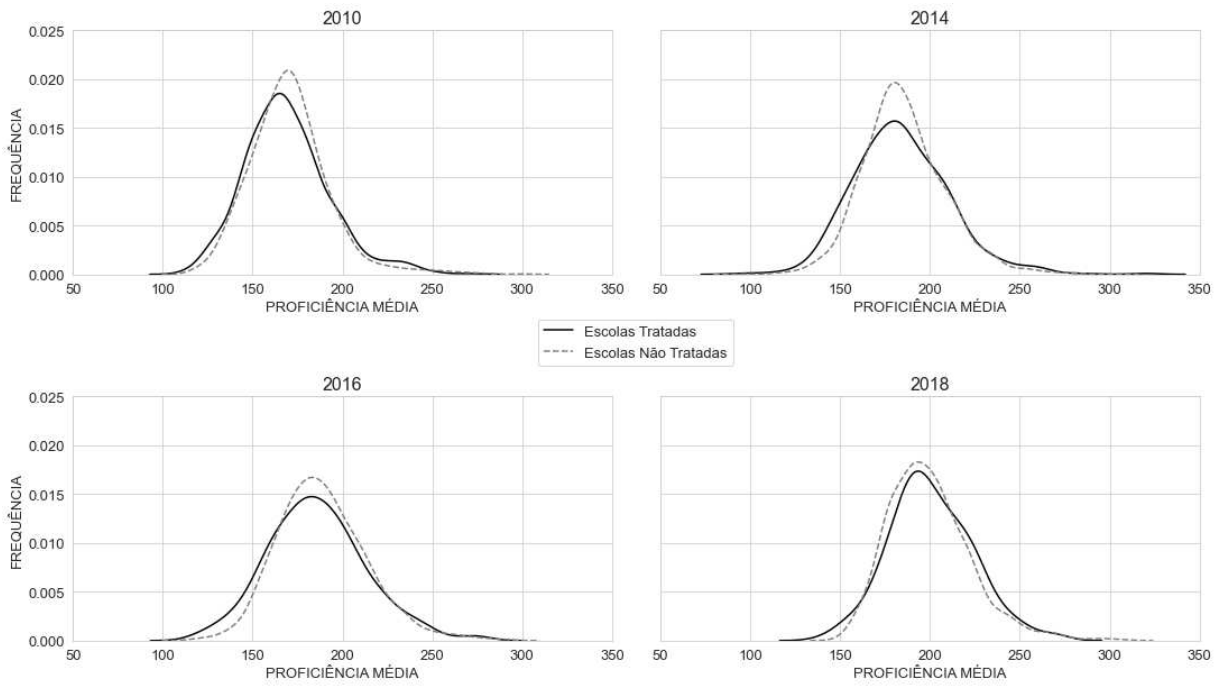 2010
2014
0.025
0.020
0.015
0.010
0.005
0.000
FREQUÊNCIA
50 100 150 200 250 300 350
50 100 150 200 250 300 350
PROFICIÊNCIA MÉDIA
PROFICIÊNCIA MÉDIA
Escolas Tratadas
Escolas Não Tratadas
2016
2018
0.025
0.020
0.015
0.010
0.005
0.000
FREQUÊNCIA
50 100 150 200 250 300 350
50 100 150 200 250 300 350
PROFICIÊNCIA MÉDIA
PROFICIÊNCIA MÉDIA